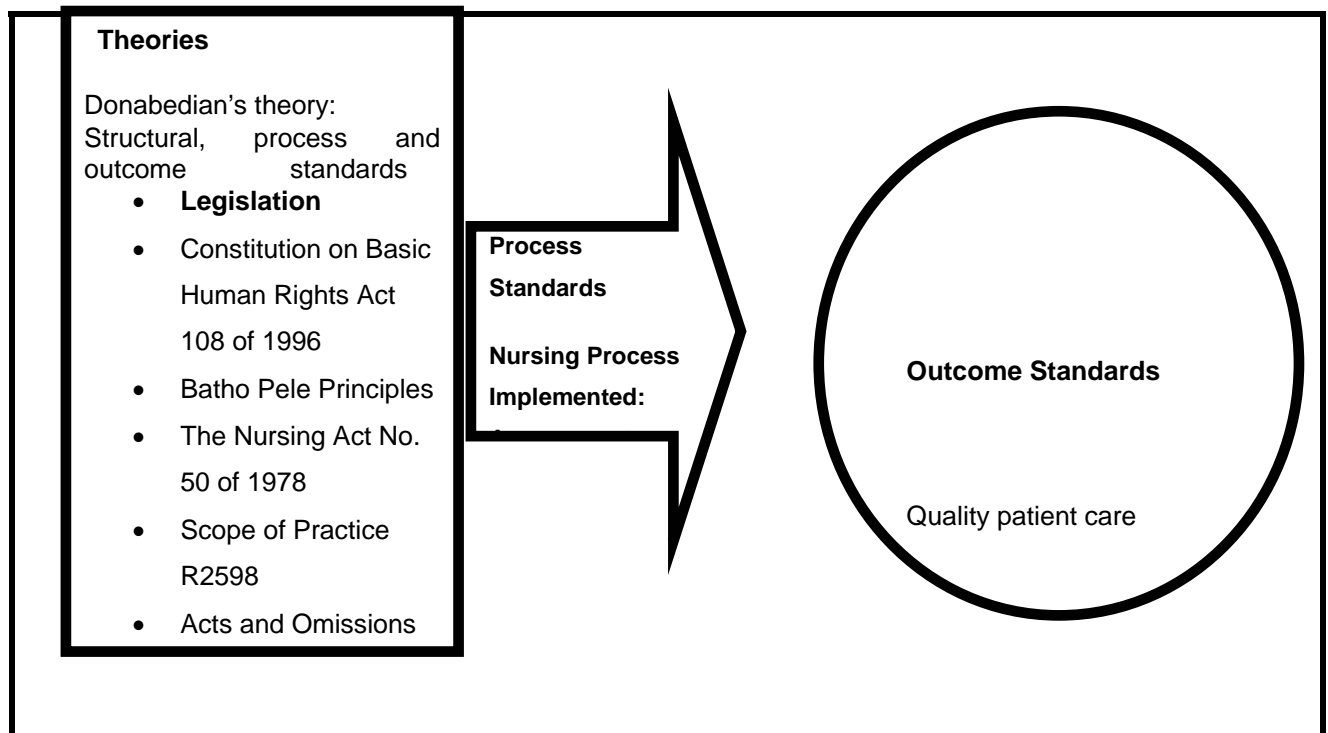 Theories
Donabedian’s theory:
Structural, process and
outcome standards
• Legislation
• Constitution on Basic
Human Rights Act
108 of 1996
• Batho Pele Principles
• The Nursing Act No.
50 of 1978
• Scope of Practice
R2598
• Acts and Omissions
Process
Standards
Nursing Process
Implemented:
Outcome Standards
Quality patient care